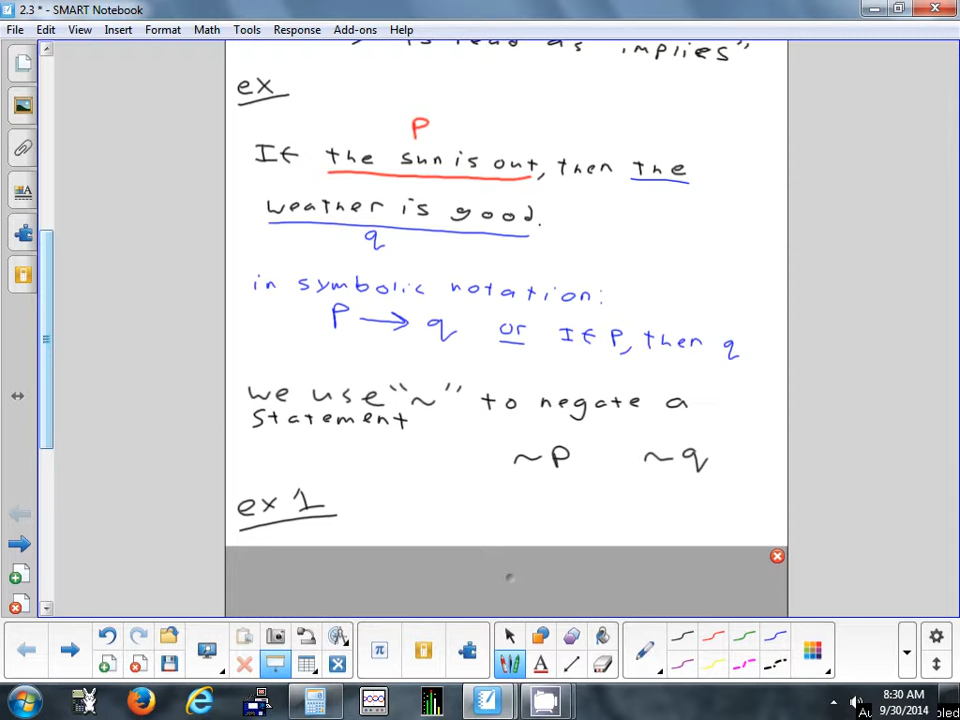 2.3 * - SMART Notebook
File Edit View Insert Format Math Tools Response Add-ons Help
is read as "implies"
ex
P
If the sun is out, then the
weather is good.
q
in symbolic notation:
P → q or If P, then q
we use "~" to negate a
statement
~P ~q
ex 1
8:30 AM
9/30/2014